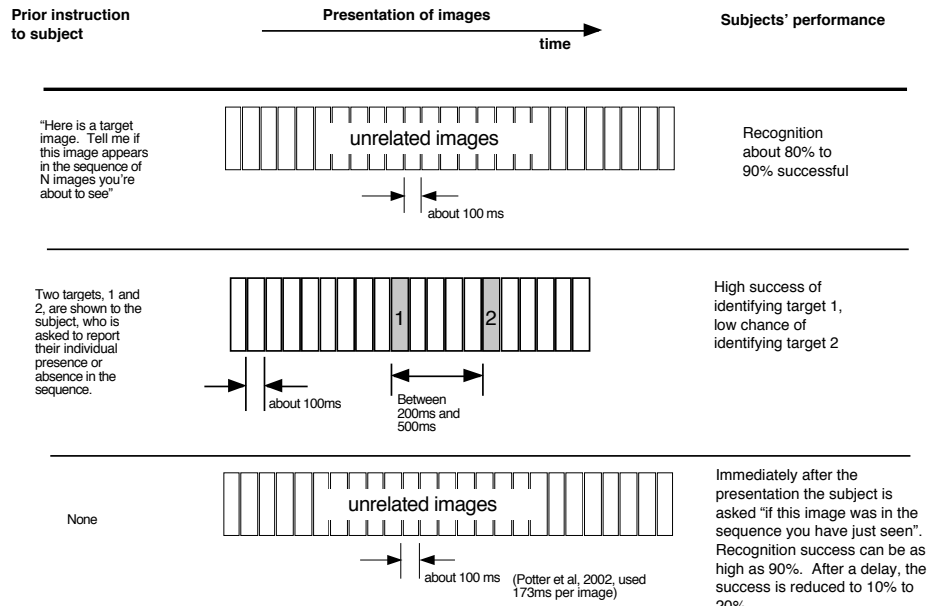 Prior instruction
to subject
Presentation of images
time
Subjects' performance
"Here is a target
image. Tell me if
this image appears
in the sequence of
N images you're
about to see"
unrelated images
about 100 ms
Recognition
about 80% to
90% successful
Two targets, 1 and
2, are shown to the
subject, who is
asked to report
their individual
presence or
absence in the
sequence.
1
2
about 100ms
Between
200ms and
500ms
High success of
identifying target 1,
low chance of
identifying target 2
None
unrelated images
about 100 ms
(Potter et al, 2002, used
173ms per image)
Immediately after the
presentation the subject is
asked "if this image was in the
sequence you have just seen".
Recognition success can be as
high as 90%. After a delay, the
success is reduced to 10% to
20%